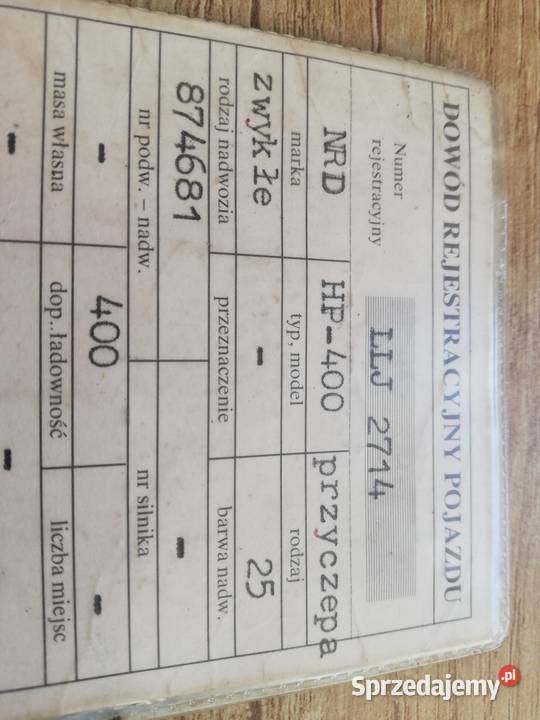 DOWÓD REJESTRACYJNY POJAZDU
Numer
rejestracyjny
LLJ 2714
NRD HP-400 przyczepa
marka typ, model rodzaj
zwykłe - 25
rodzaj nadwozia przeznaczenie barwa nadw.
874681 -
nr podw. - nadw. nr silnika
- 400 -
masa własna dop..ładowność liczba miejsc
- -
Sprzedajemy.pl